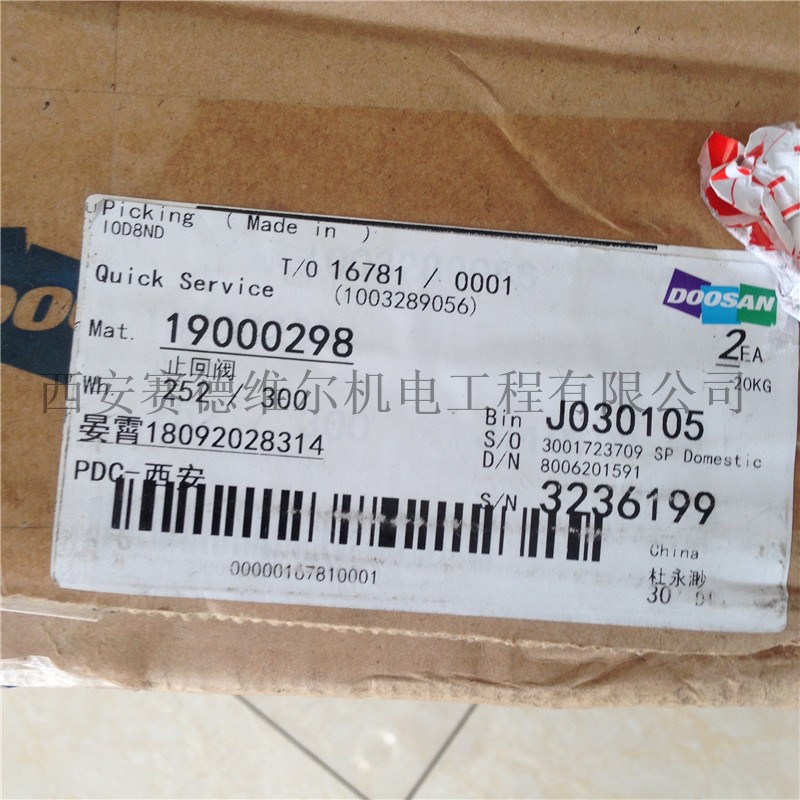 Picking ( Made in )
IOD8ND
T/O 16781 / 0001
Quick Service
(1003289056)
DOOSAN
Mat. 19000298
2EA
止回阀
20KG
西安赛德维尔机电工程有限公司
Wh. 252 / 300
Bin J030105
晏霄18092028314
S/O 3001723709 SP Domestic
D/N 8006201591
PDC-西安
S/N 3236199
China
00000167810001
杜永渺
30